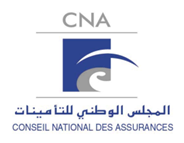 CNA
المجلس الوطني للتأمينات
CONSEIL NATIONAL DES ASSURANCES